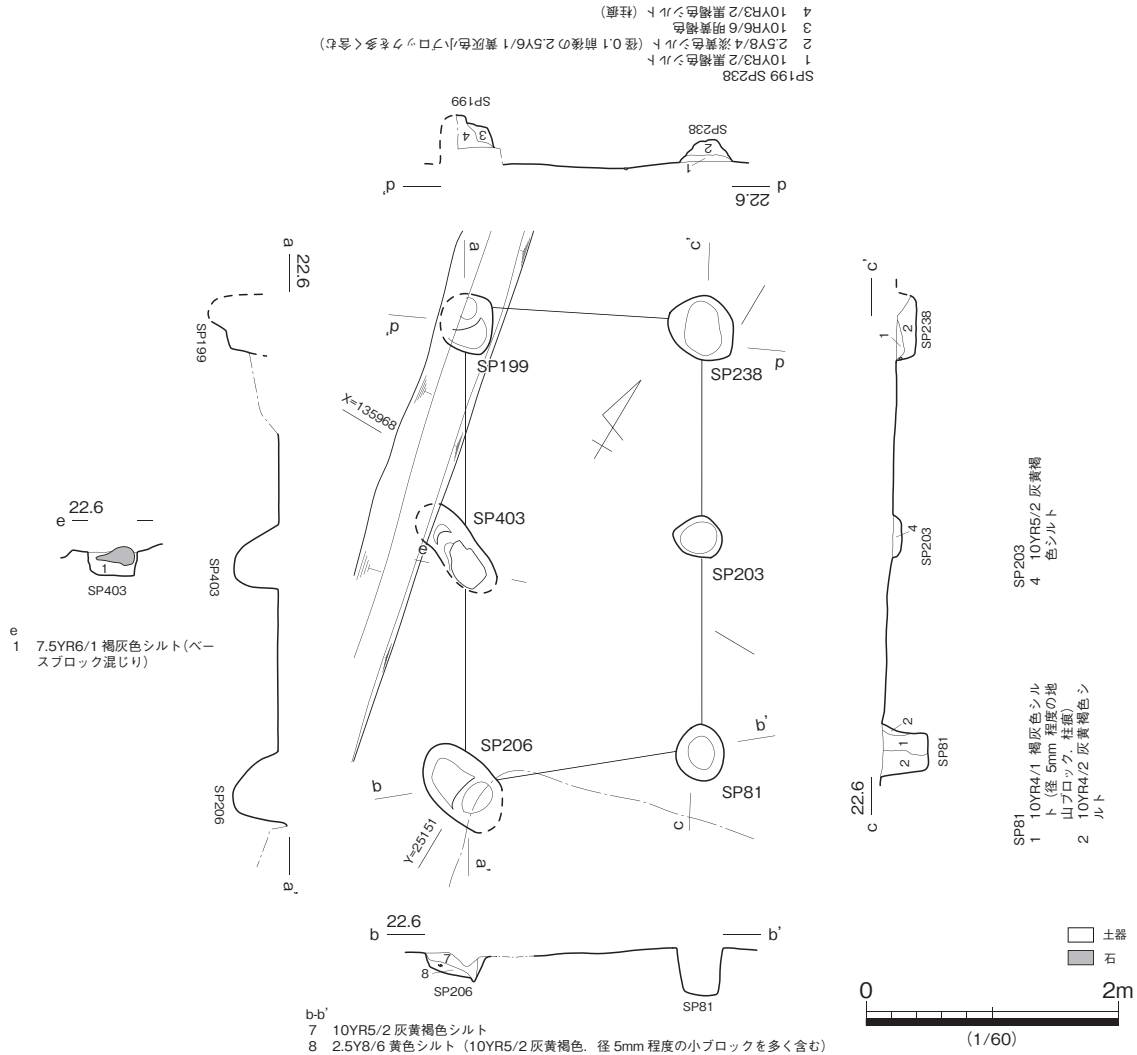 SP199 SP238
1 10YR3/2 黒褐色シルト
2 2.5Y8/4 淡黄色シルト（径 0.1 前後の 2.5Y6/1 黄灰色小ブロックを多く含む）
3 10YR6/6 明黄褐色
4 10YR3/2 黒褐色シルト（柱痕）
SP199
4
3
SP238
2
1
d'
22.6
d
a
22.6
SP199
SP403
SP206
a'
a
c'
d'
d
SP199
SP238
X=135968
SP403
e
SP203
SP206
b
b'
SP81
Y=25151
a'
c
c'
1
2
SP238
4
SP203
2
1
2
SP81
22.6
c
SP203
4 10YR5/2 灰黄褐
色シルト
SP81
1 10YR4/1 褐灰色シル
ト（径 5mm 程度の地
山ブロック．柱痕）
2 10YR4/2 灰黄褐色シ
ルト
22.6
e
1
SP403
e
1 7.5YR6/1 褐灰色シルト（ベー
スブロック混じり）
22.6
b
b'
7
8
SP206
SP81
b-b'
7 10YR5/2 灰黄褐色シルト
8 2.5Y8/6 黄色シルト（10YR5/2 灰黄褐色．径 5mm 程度の小ブロックを多く含む）
土器
石
0 2m
(1/60)